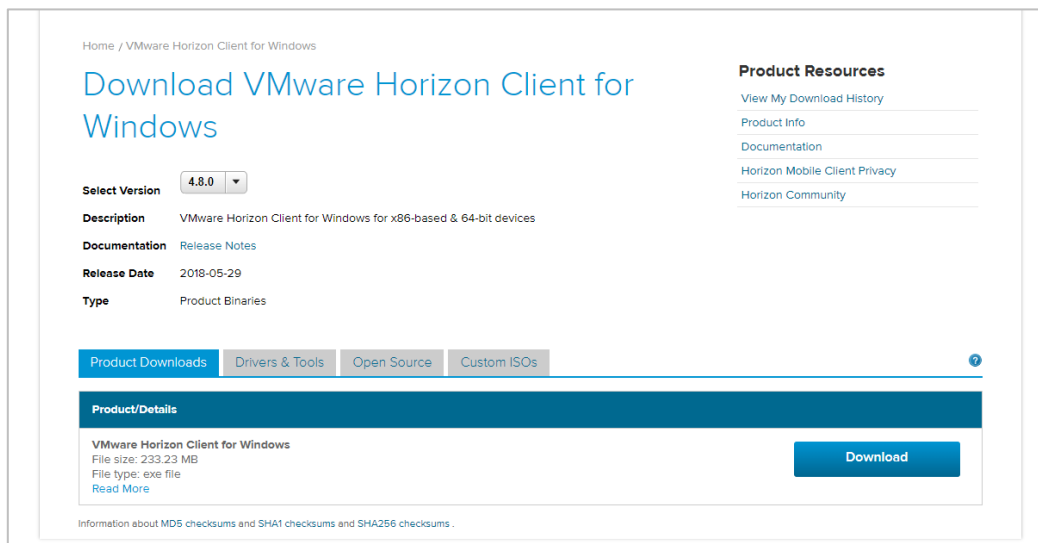 Home / VMware Horizon Client for Windows
Download VMware Horizon Client for
Windows
Select Version 4.8.0
Description VMware Horizon Client for Windows for x86-based & 64-bit devices
Documentation Release Notes
Release Date 2018-05-29
Type Product Binaries
Product Resources
View My Download History
Product Info
Documentation
Horizon Mobile Client Privacy
Horizon Community
Product Downloads Drivers & Tools Open Source Custom ISOs ?
Product/Details
VMware Horizon Client for Windows
File size: 233.23 MB
File type: exe file
Read More
Download
Information about MD5 checksums and SHA1 checksums and SHA256 checksums .